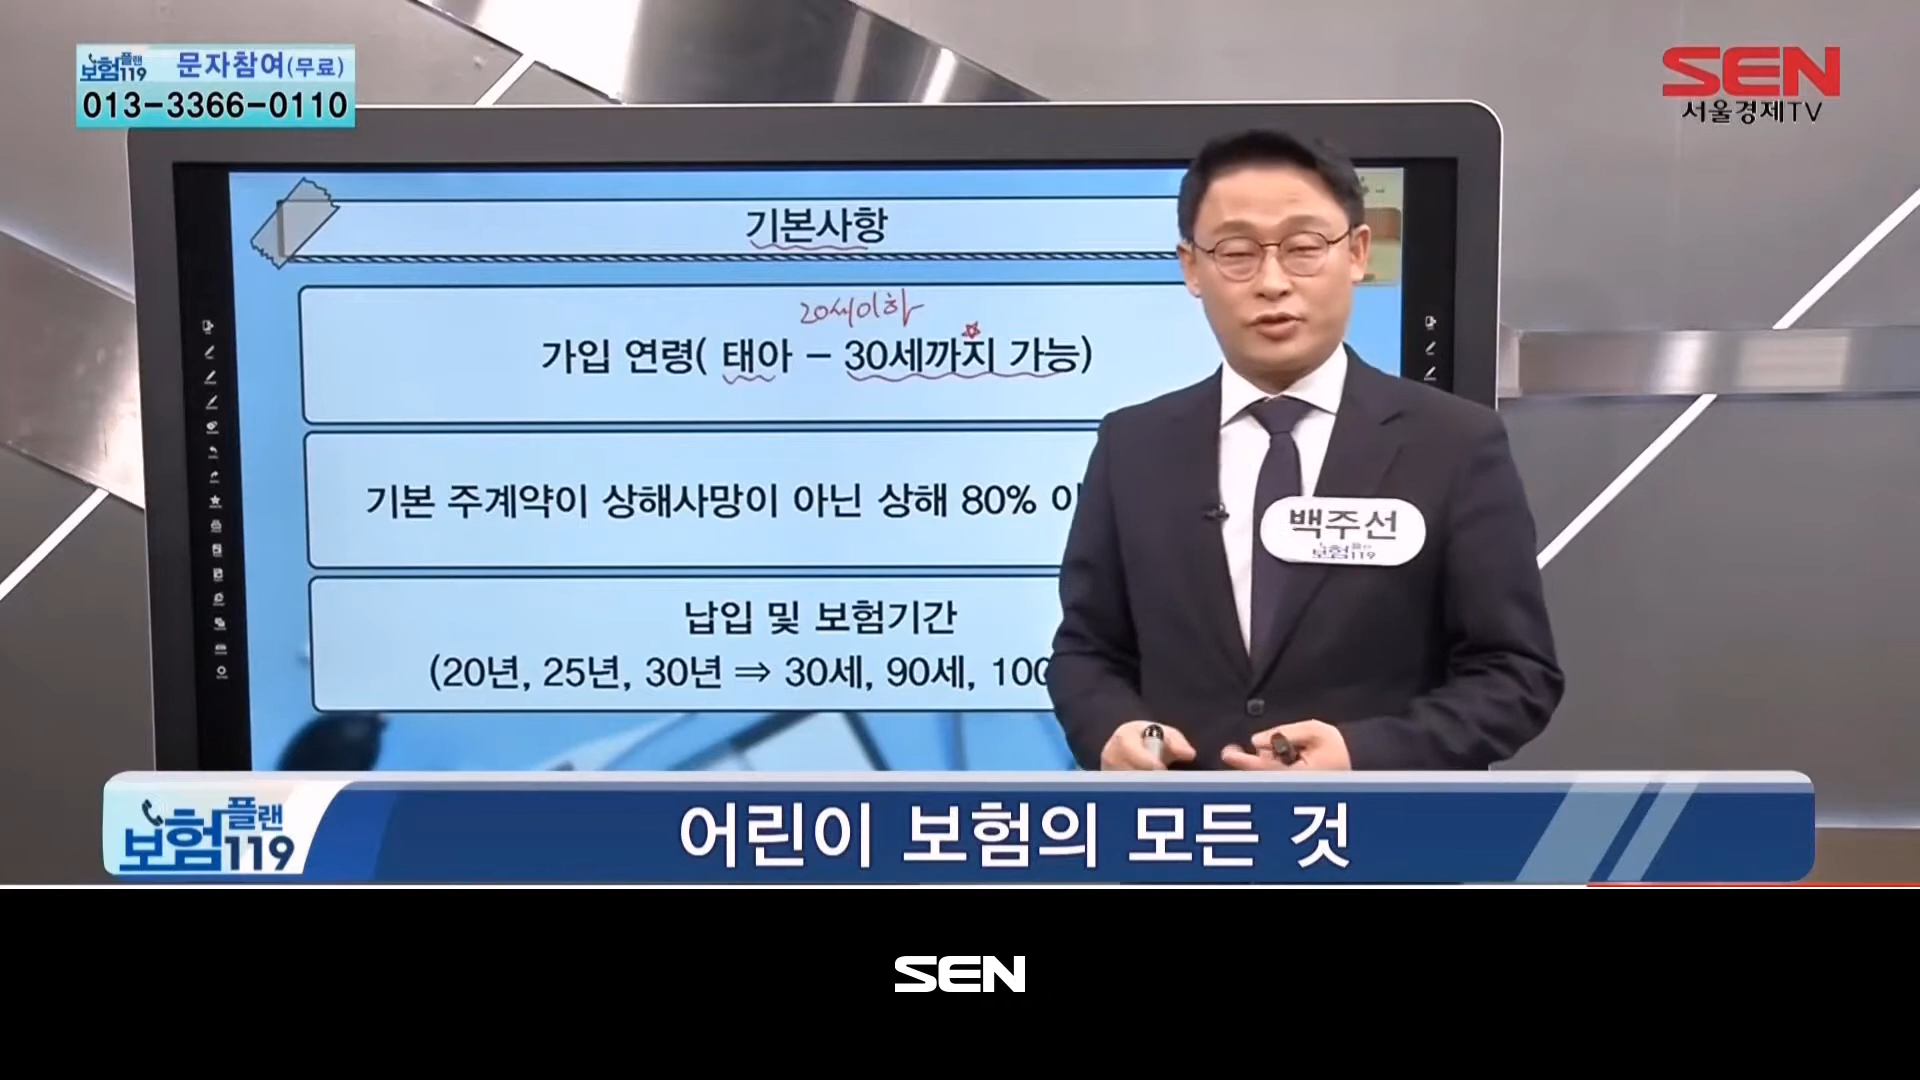 보험플랜119 문자참여(무료)
013-3366-0110
SEN
서울경제TV
기본사항
20세이하
가입 연령( 태아 – 30세까지 가능)
기본 주계약이 상해사망이 아닌 상해 80%
납입 및 보험기간
(20년, 25년, 30년 ⇒ 30세, 90세, 100
백주선
보험플랜119
보험플랜119
어린이 보험의 모든 것
SEN